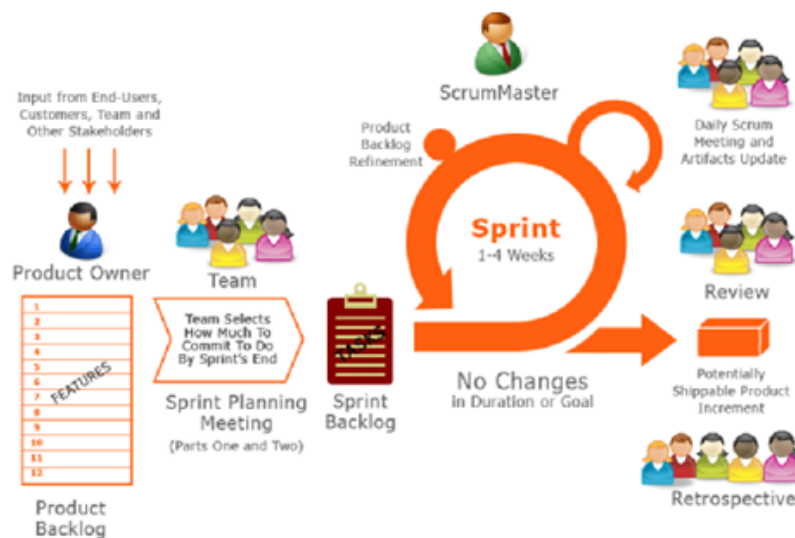 Input from End-Users,
Customers, Team and
Other Stakeholders
Product Owner
1
2
3
4
5
6
7
8
9
10
11
12
FEATURES
Product
Backlog
Team
Team Selects
How Much To
Commit To Do
By Sprint's End
Sprint Planning
Meeting
(Parts One and Two)
TASKS
Sprint
Backlog
ScrumMaster
Product
Backlog
Refinement
Sprint
1-4 Weeks
No Changes
in Duration or Goal
Daily Scrum
Meeting and
Artifacts Update
Review
Potentially
Shippable Product
Increment
Retrospective